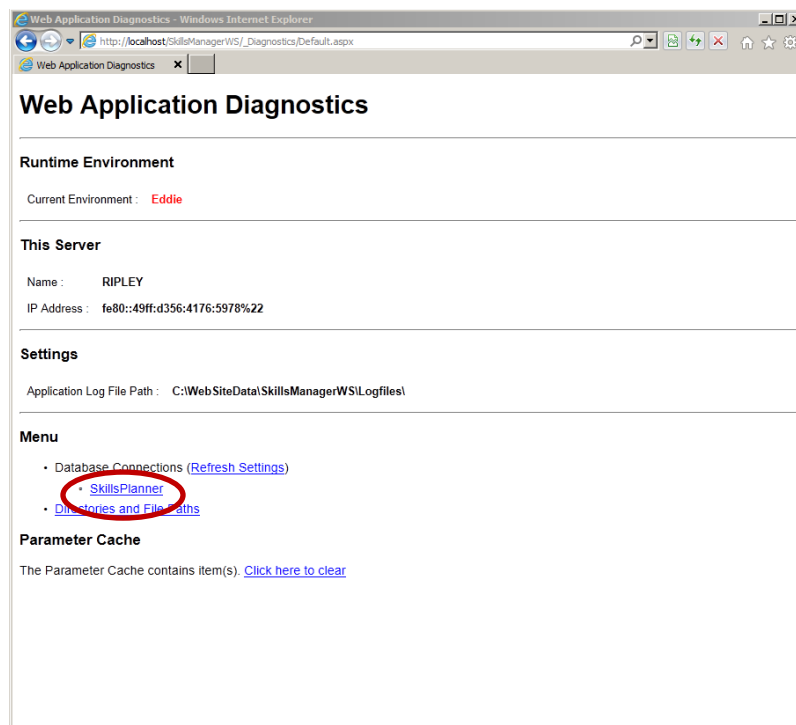 Web Application Diagnostics - Windows Internet Explorer
http://localhost/SkillsManagerWS/_Diagnostics/Default.aspx
Web Application Diagnostics
Web Application Diagnostics
Runtime Environment
Current Environment : Eddie
This Server
Name : RIPLEY
IP Address : fe80::49ff:d356:4176:5978%22
Settings
Application Log File Path : C:\WebSiteData\SkillsManagerWS\Logfiles\
Menu
• Database Connections (Refresh Settings)
• SkillsPlanner
• Directories and File Paths
Parameter Cache
The Parameter Cache contains item(s). Click here to clear